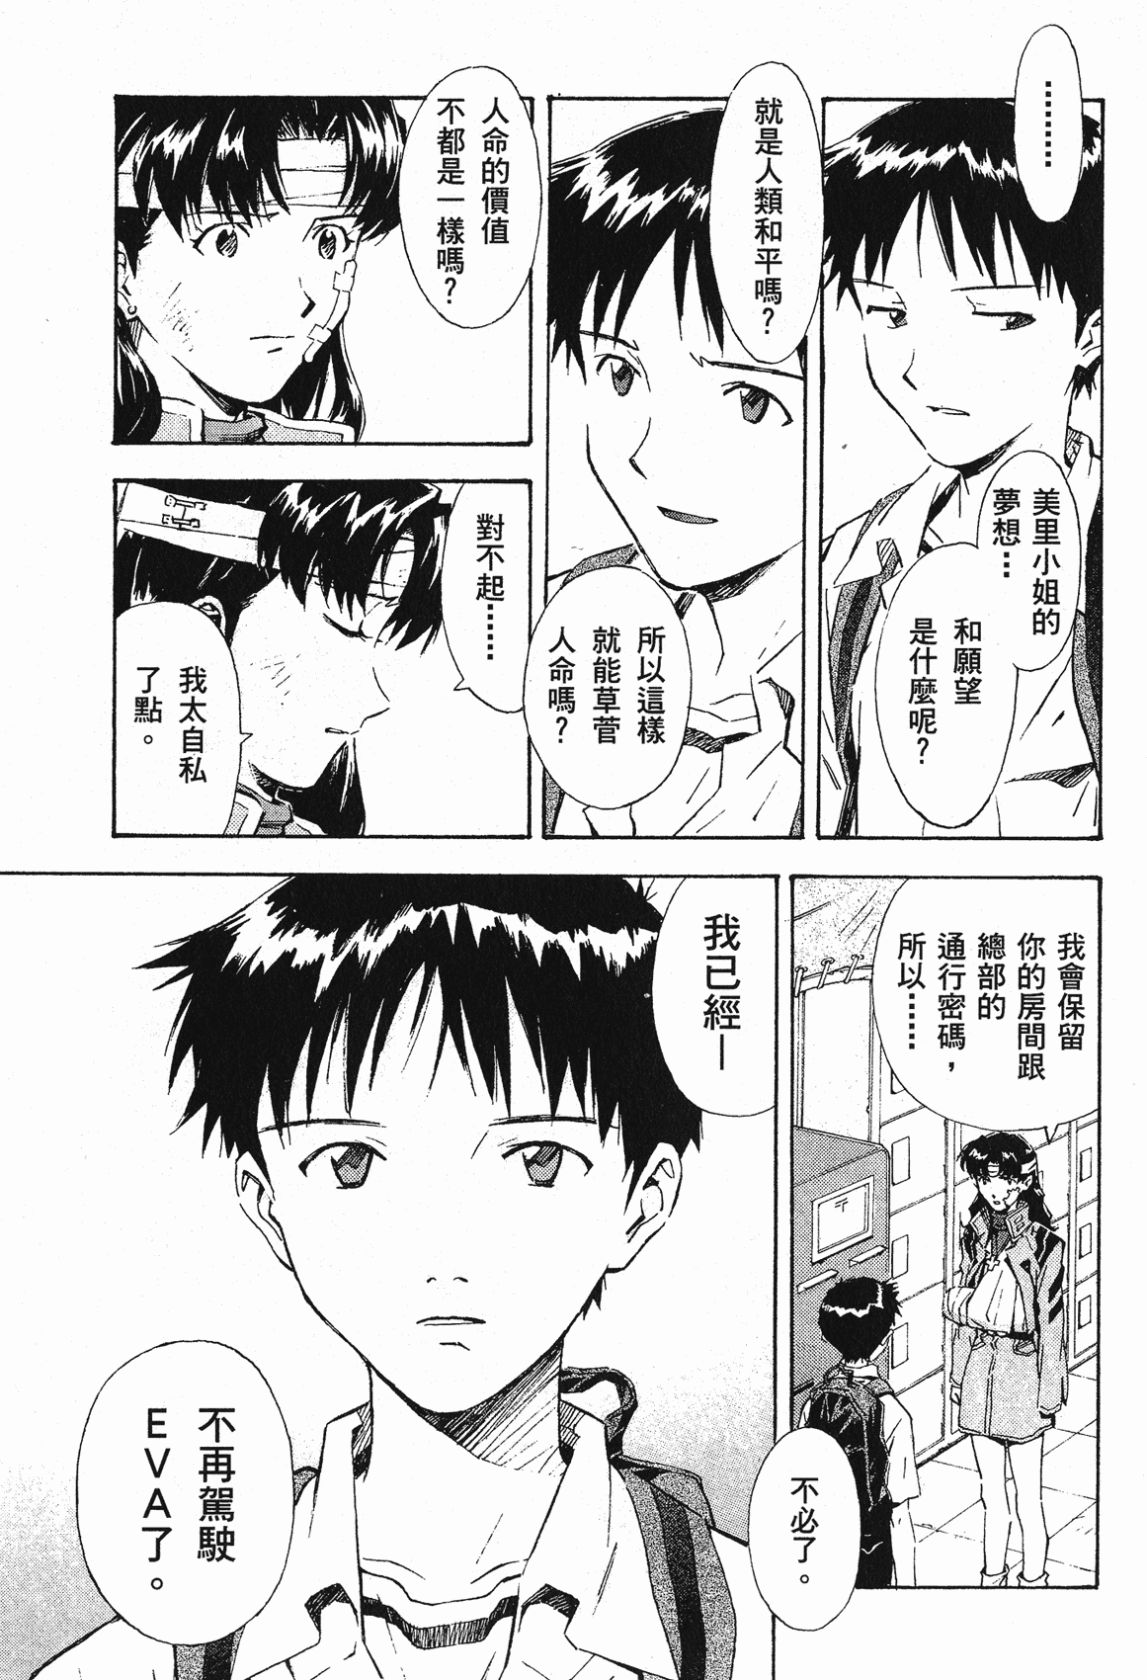 ………
美里小姐的
夢想…
和願望
是什麼呢？
就是人類和平嗎？
所以這樣
就能草菅
人命嗎？
人命的價值
不都是一樣嗎？
對不起……
我太自私
了點。
我會保留
你的房間跟
總部的
通行密碼，
所以……
不必了。
我已經—
不再駕駛
EVA了。